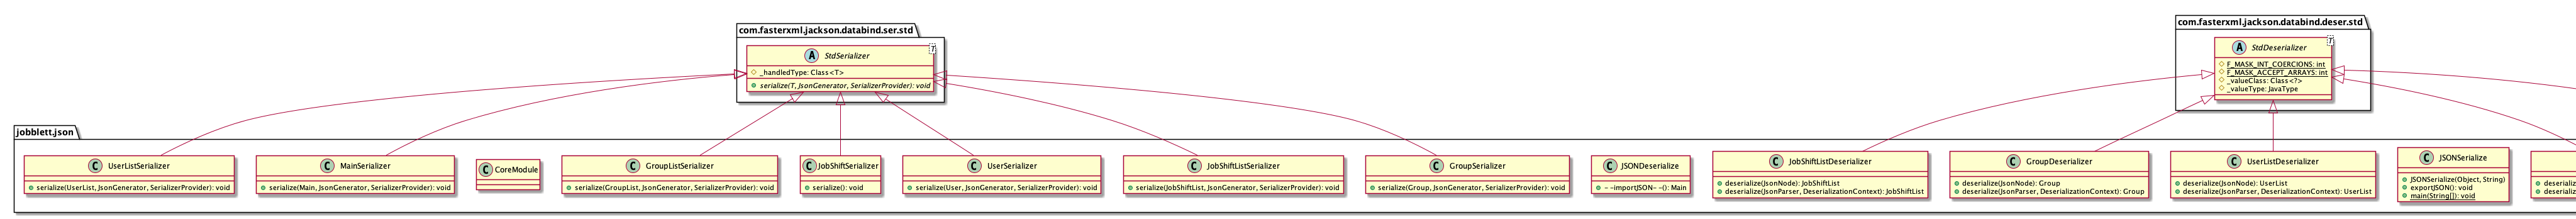 com.fasterxml.jackson.databind.ser.std
A StdSerializer T
_handledType: Class<T>
serialize(T, JsonGenerator, SerializerProvider): void
com.fasterxml.jackson.databind.deser.std
A StdDeserializer T
F_MASK_INT_COERCIONS: int
F_MASK_ACCEPT_ARRAYS: int
_valueClass: Class<?>
_valueType: JavaType
jobblett.json
C UserListSerializer
serialize(UserList, JsonGenerator, SerializerProvider): void
C MainSerializer
serialize(Main, JsonGenerator, SerializerProvider): void
C CoreModule
C GroupListSerializer
serialize(GroupList, JsonGenerator, SerializerProvider): void
C JobShiftSerializer
serialize(): void
C UserSerializer
serialize(User, JsonGenerator, SerializerProvider): void
C JobShiftListSerializer
serialize(JobShiftList, JsonGenerator, SerializerProvider): void
C GroupSerializer
serialize(Group, JsonGenerator, SerializerProvider): void
C JSONDeserialize
- -importJSON- -(): Main
C JobShiftListDeserializer
deserialize(JsonNode): JobShiftList
deserialize(JsonParser, DeserializationContext): JobShiftList
C GroupDeserializer
deserialize(JsonNode): Group
deserialize(JsonParser, DeserializationContext): Group
C UserListDeserializer
deserialize(JsonNode): UserList
deserialize(JsonParser, DeserializationContext): UserList
C JSONSerialize
JSONSerialize(Object, String)
exportJSON(): void
main(String[]): void